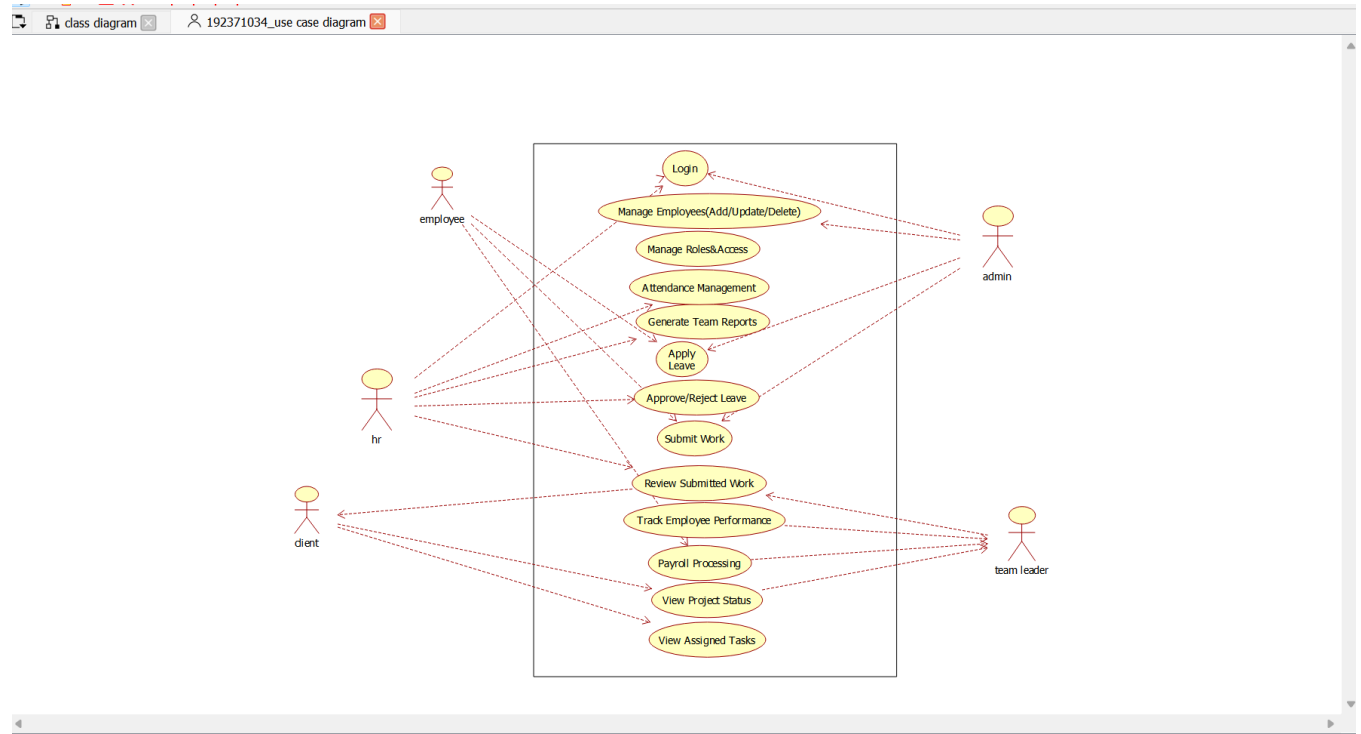 class diagram
192371034_use case diagram
Login
employee
Manage Employees(Add/Update/Delete)
Manage Roles&Access
admin
Attendance Management
Generate Team Reports
Apply
Leave
Approve/Reject Leave
hr
Submit Work
Review Submitted Work
Track Employee Performance
client
Payroll Processing
team leader
View Project Status
View Assigned Tasks